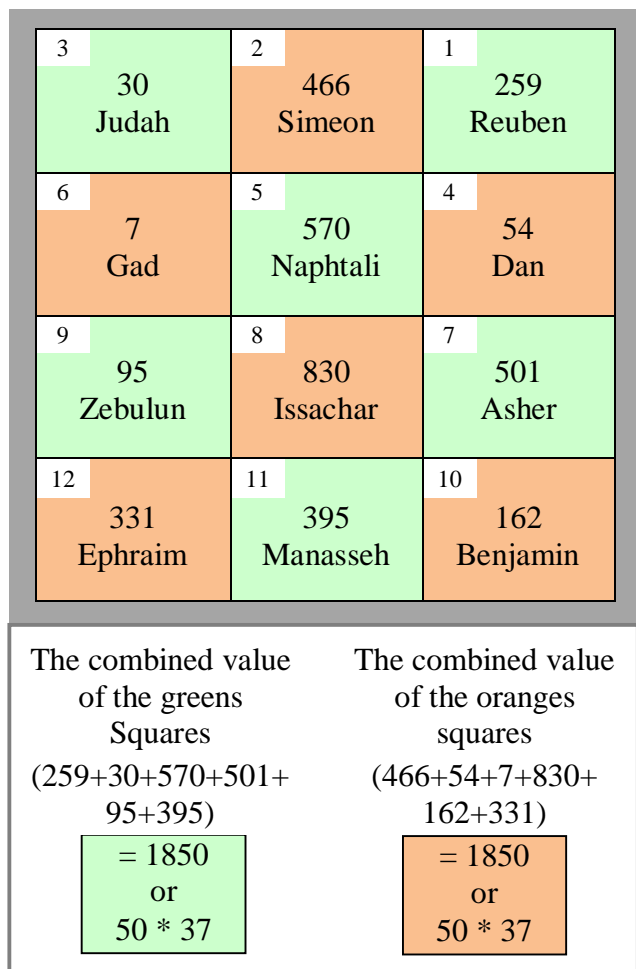 3
30
Judah
2
466
Simeon
1
259
Reuben
6
7
Gad
5
570
Naphtali
4
54
Dan
9
95
Zebulun
8
830
Issachar
7
501
Asher
12
331
Ephraim
11
395
Manasseh
10
162
Benjamin
The combined value
of the greens
Squares
(259+30+570+501+
95+395)
= 1850
or
50 * 37
The combined value
of the oranges
squares
(466+54+7+830+
162+331)
= 1850
or
50 * 37